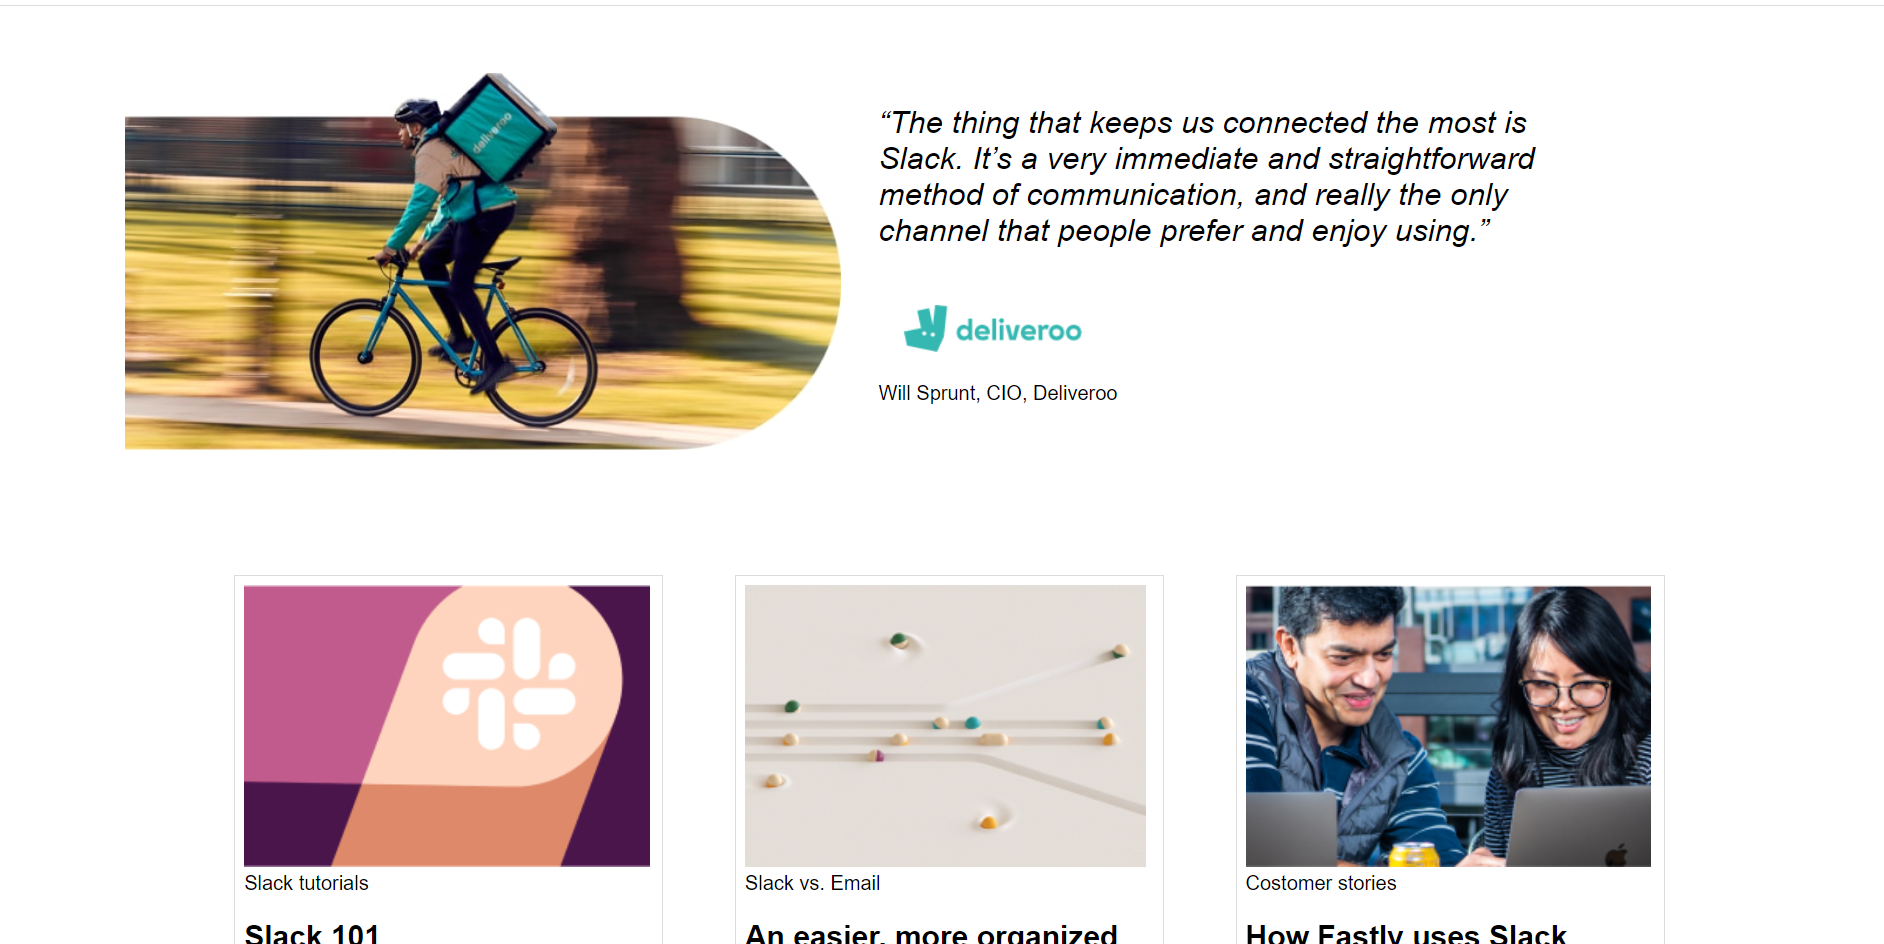 deliveroo
“The thing that keeps us connected the most is
Slack. It’s a very immediate and straightforward
method of communication, and really the only
channel that people prefer and enjoy using.”
deliveroo
Will Sprunt, CIO, Deliveroo
Slack tutorials
Slack 101
Slack vs. Email
An easier, more organized
Costomer stories
How Fastly uses Slack